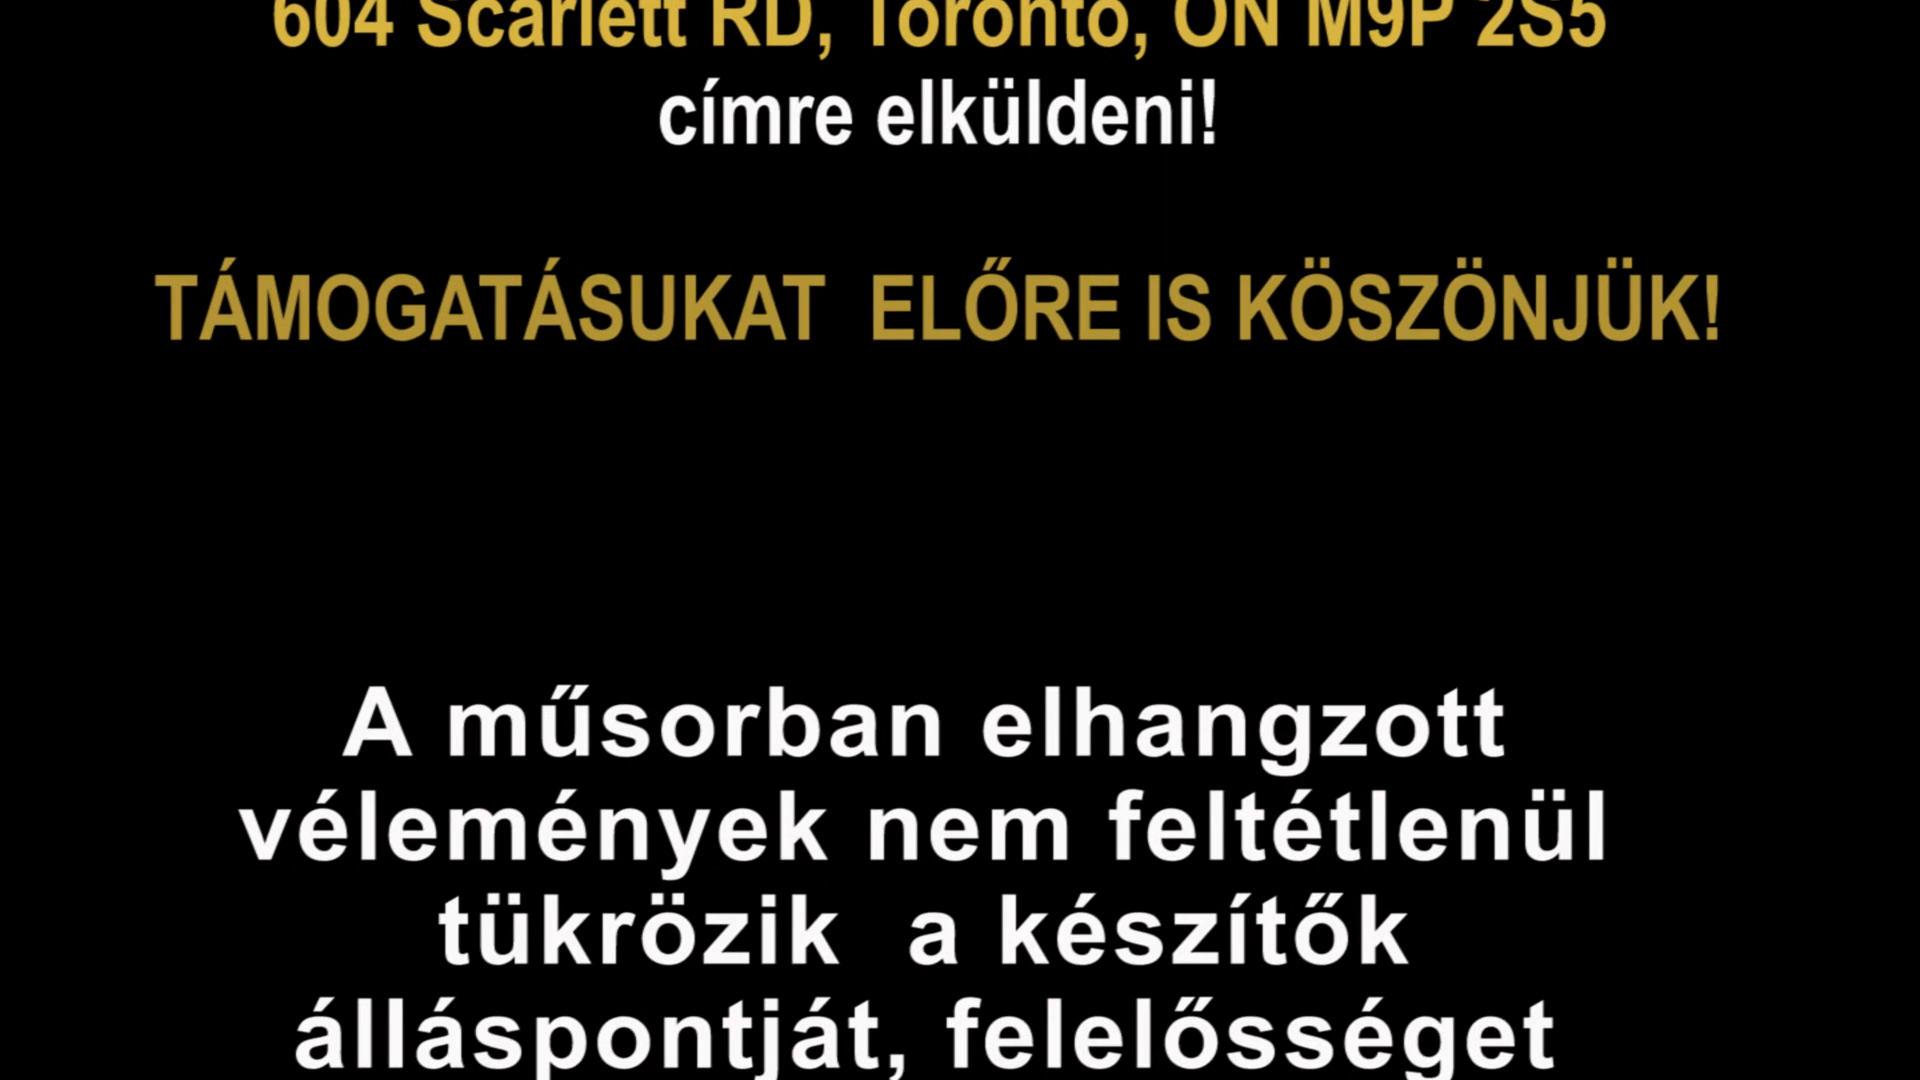 604 Scarlett RD, Toronto, ON M9P 2S5
címre elküldeni!
TÁMOGATÁSUKAT ELŐRE IS KÖSZÖNJÜK!
A műsorban elhangzott
vélemények nem feltétlenül
tükrözik a készítők
álláspontját, felelősséget